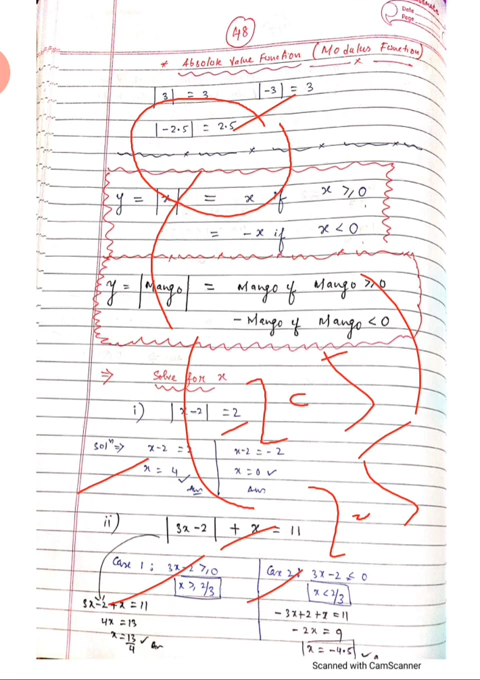 Date
Page
48
* Absolute Value Function (Modulus Function)
|3| = 3    |-3| = 3
|-2.5| = 2.5
y = |x| = x if x ≥ 0
= -x if x < 0
y = |Mango| = Mango if Mango ≥ 0
- Mango if Mango < 0
⇒ Solve for x
i) |x-2| = 2
Solⁿ ⇒ x-2 = 2    x-2 = -2
x = 4 ✓    x = 0 ✓
Ans    Ans
ii) |3x-2| + x = 11
Case 1: 3x-2 ≥ 0    Case 2: 3x-2 ≤ 0
x ≥ 2/3    x < 2/3
3x-2+x = 11    -3x+2+x = 11
4x = 13    -2x = 9
x = 13/4 ✓ Ans    x = -4.5 ✓
Scanned with CamScanner